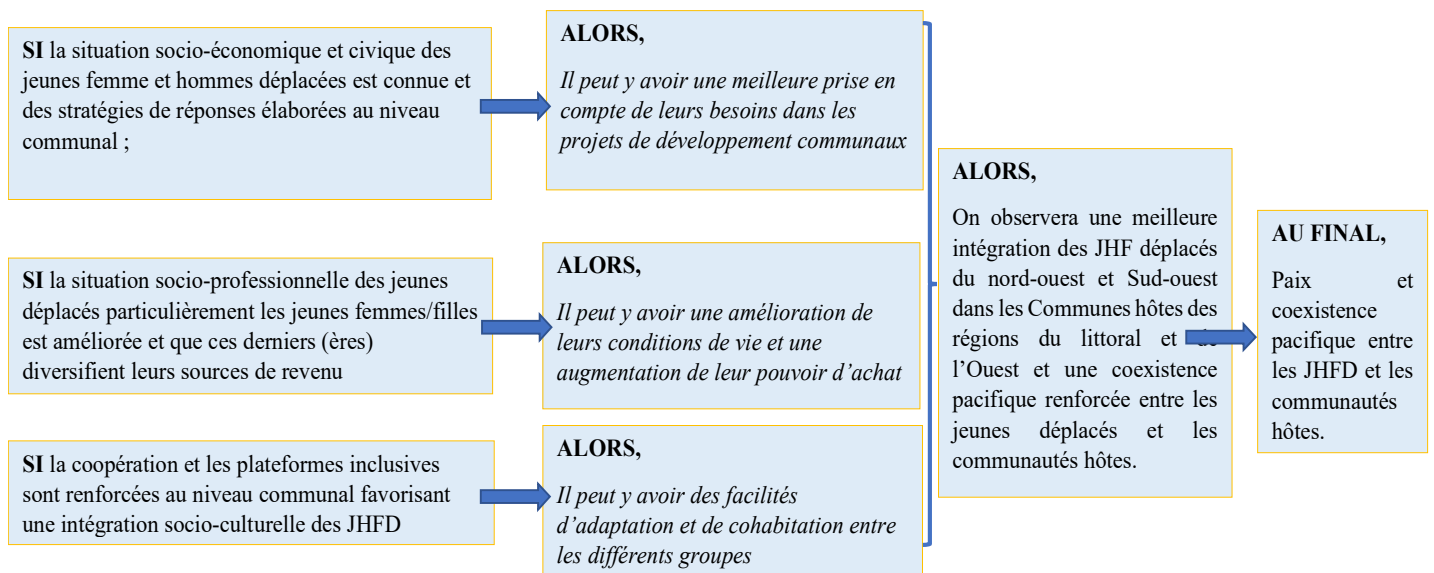 SI la situation socio-économique et civique des
jeunes femme et hommes déplacées est connue et
des stratégies de réponses élaborées au niveau
communal ;
ALORS,
Il peut y avoir une meilleure prise en
compte de leurs besoins dans les
projets de développement communaux
SI la situation socio-professionnelle des jeunes
déplacés particulièrement les jeunes femmes/filles
est améliorée et que ces derniers (ères)
diversifient leurs sources de revenu
ALORS,
Il peut y avoir une amélioration de
leurs conditions de vie et une
augmentation de leur pouvoir d’achat
SI la coopération et les plateformes inclusives
sont renforcées au niveau communal favorisant
une intégration socio-culturelle des JHFD
ALORS,
Il peut y avoir des facilités
d’adaptation et de cohabitation entre
les différents groupes
ALORS,
On observera une meilleure
intégration des JHF déplacés
du nord-ouest et Sud-ouest
dans les Communes hôtes des
régions du littoral et de
l’Ouest et une coexistence
pacifique renforcée entre les
jeunes déplacés et les
communautés hôtes.
AU FINAL,
Paix et
coexistence
pacifique entre
les JHFD et les
communautés
hôtes.